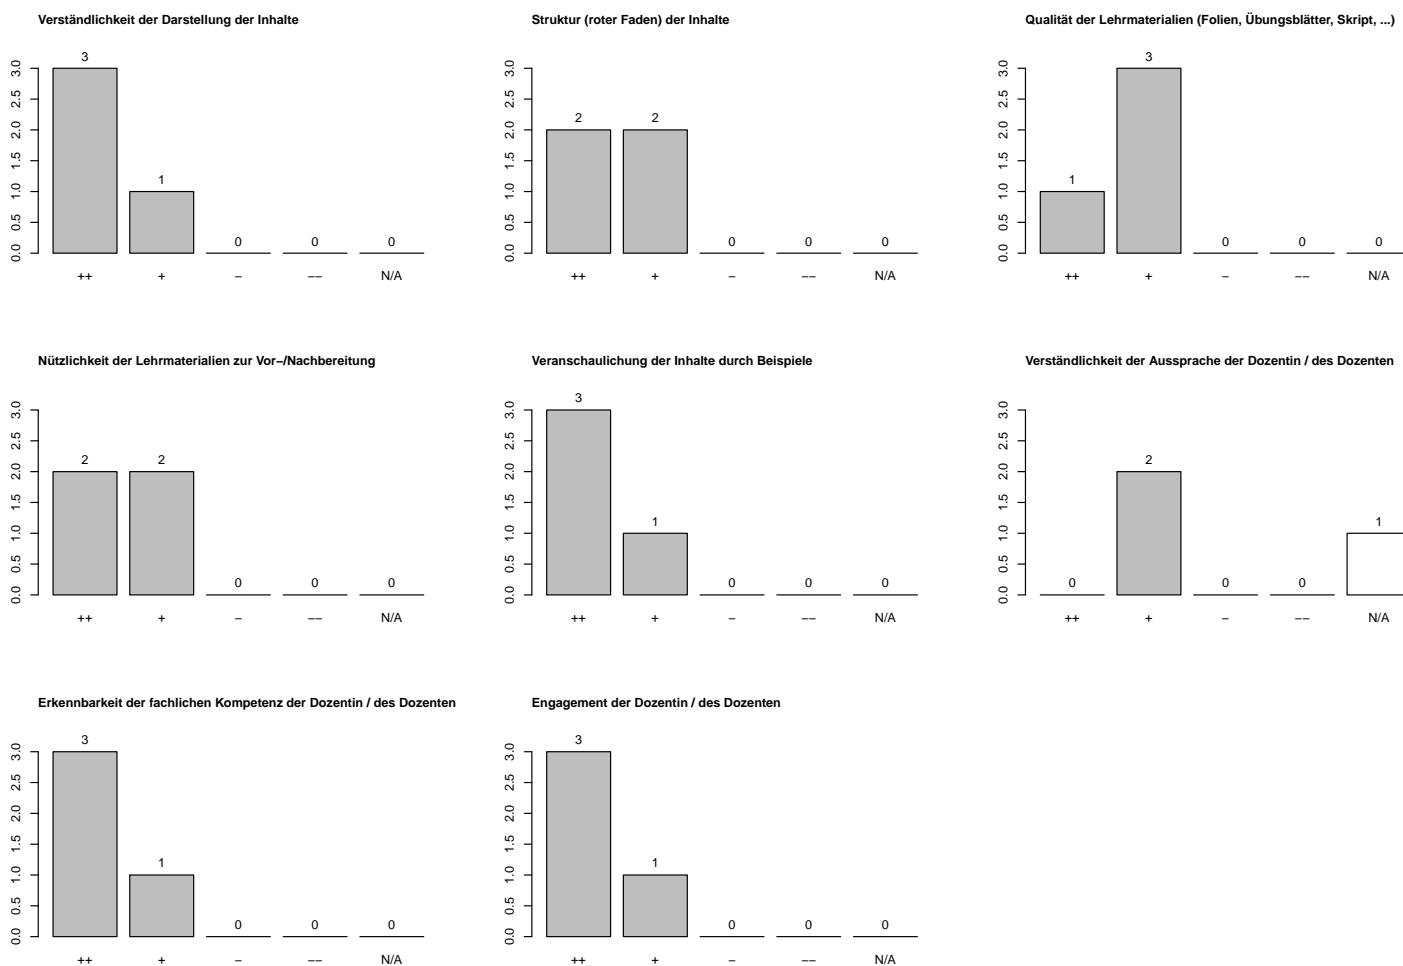 Verständlichkeit der Darstellung der Inhalte
3
1
0
0
0
0.0 0.5 1.0 1.5 2.0 2.5 3.0
++ + − −− N/A
Struktur (roter Faden) der Inhalte
2
2
0
0
0
0.0 0.5 1.0 1.5 2.0 2.5 3.0
++ + − −− N/A
Qualität der Lehrmaterialien (Folien, Übungsblätter, Skript, ...)
1
3
0
0
0
0.0 0.5 1.0 1.5 2.0 2.5 3.0
++ + − −− N/A
Nützlichkeit der Lehrmaterialien zur Vor−/Nachbereitung
2
2
0
0
0
0.0 0.5 1.0 1.5 2.0 2.5 3.0
++ + − −− N/A
Veranschaulichung der Inhalte durch Beispiele
3
1
0
0
0
0.0 0.5 1.0 1.5 2.0 2.5 3.0
++ + − −− N/A
Verständlichkeit der Aussprache der Dozentin / des Dozenten
0
2
0
0
1
0.0 0.5 1.0 1.5 2.0 2.5 3.0
++ + − −− N/A
Erkennbarkeit der fachlichen Kompetenz der Dozentin / des Dozenten
3
1
0
0
0
0.0 0.5 1.0 1.5 2.0 2.5 3.0
++ + − −− N/A
Engagement der Dozentin / des Dozenten
3
1
0
0
0
0.0 0.5 1.0 1.5 2.0 2.5 3.0
++ + − −− N/A